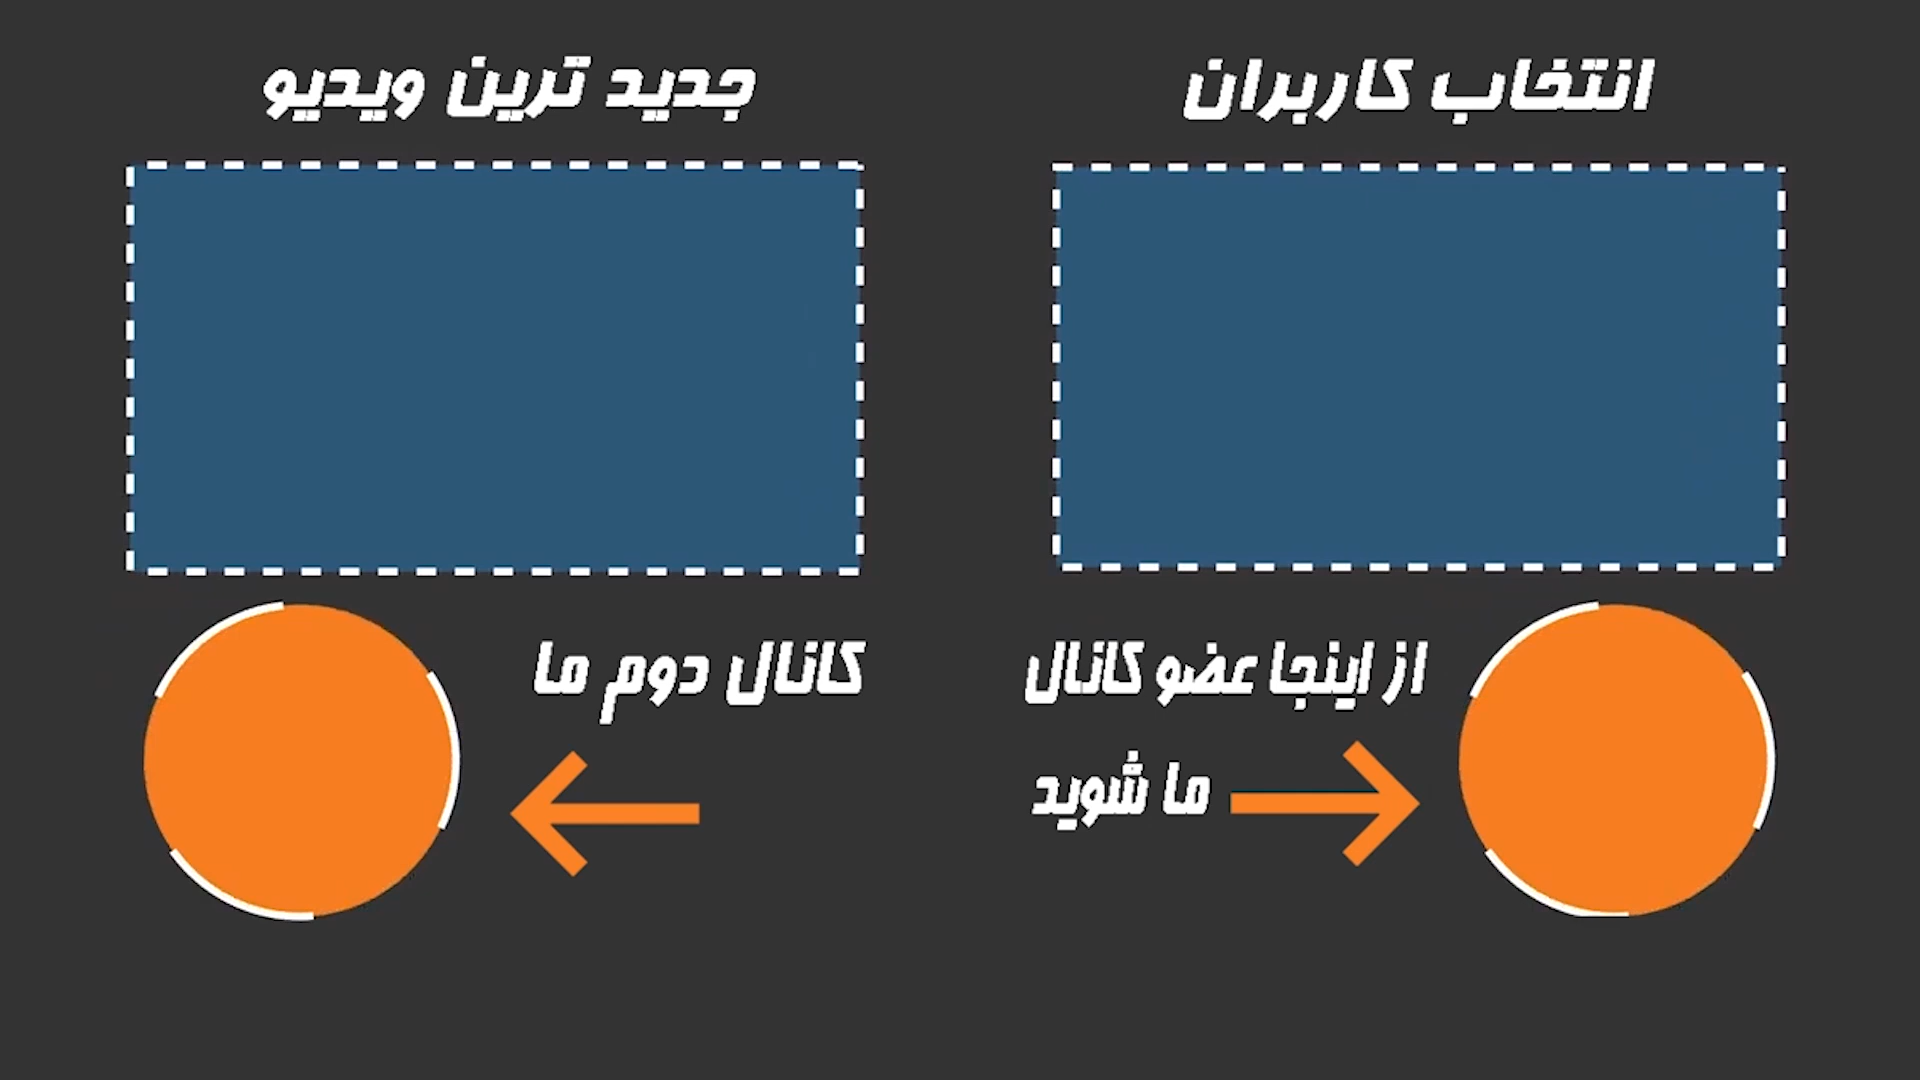 انتخاب کاربران
جدید ترین ویدیو
از اینجا عضو کانال
ما شوید
کانال دوم ما